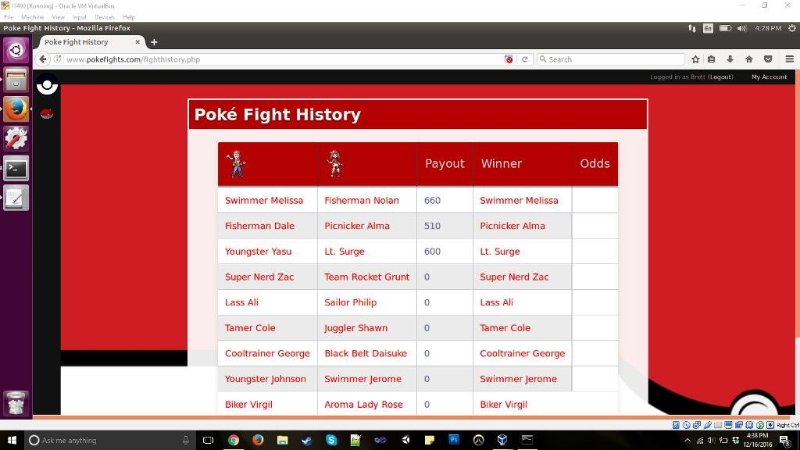 i1490 [Running] - Oracle VM VirtualBox
File Machine View Input Devices Help
Poke Fight History - Mozilla Firefox
En 4:28 PM
Poke Fight History
www.pokefights.com/fighthistory.php
Search
Logged in as Brett (Logout) My Account
Poké Fight History
Payout Winner Odds
Swimmer Melissa Fisherman Nolan 660 Swimmer Melissa
Fisherman Dale Picnicker Alma 510 Picnicker Alma
Youngster Yasu Lt. Surge 600 Lt. Surge
Super Nerd Zac Team Rocket Grunt 0 Super Nerd Zac
Lass Ali Sailor Philip 0 Lass Ali
Tamer Cole Juggler Shawn 0 Tamer Cole
Cooltrainer George Black Belt Daisuke 0 Cooltrainer George
Youngster Johnson Swimmer Jerome 0 Swimmer Jerome
Biker Virgil Aroma Lady Rose 0 Biker Virgil
Right Ctrl
Ask me anything
4:38 PM
12/16/2016